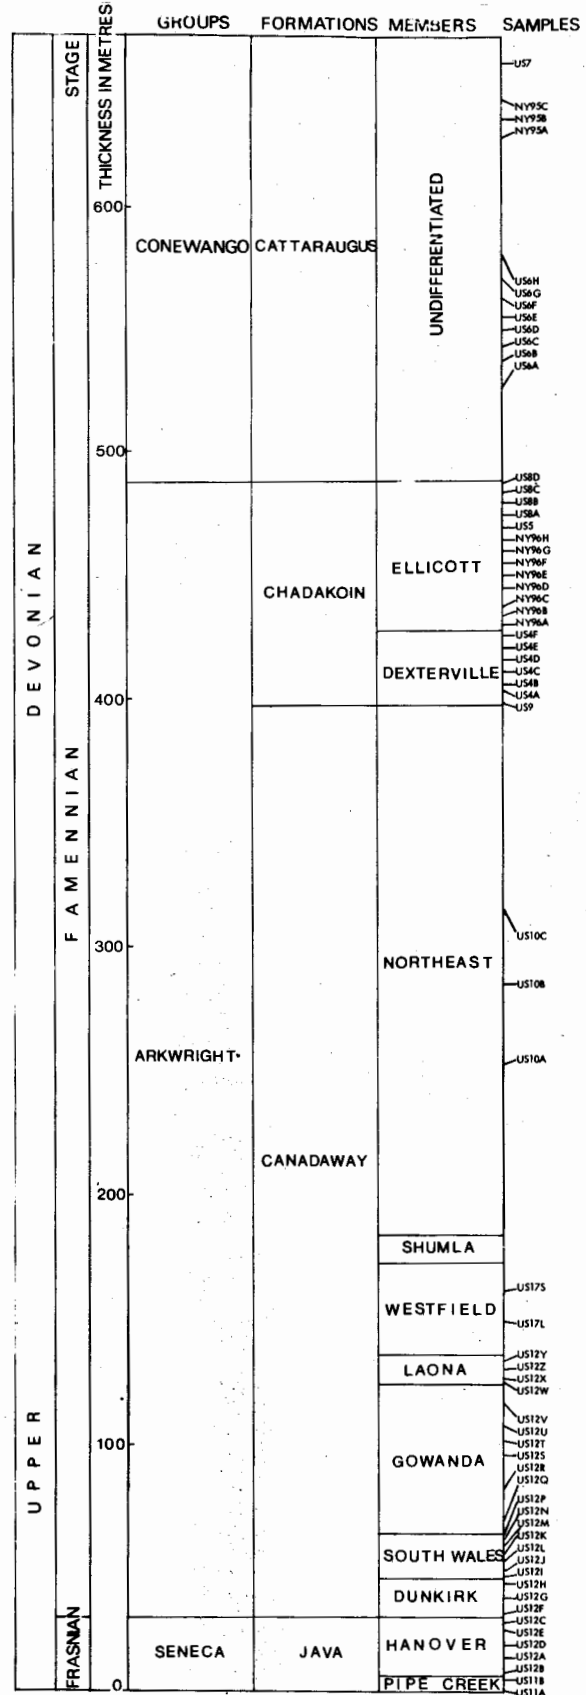 GROUPS FORMATIONS MEMBERS SAMPLES
STAGE
THICKNESS IN METRES
UPPER DEVONIAN
FAMENNIAN
FRASNIAN
600
500
400
300
200
100
0
CONEWANGO
ARKWRIGHT
SENECA
CATTARAUGUS
CHADAKOIN
CANADAWAY
JAVA
UNDIFFERENTIATED
ELLICOTT
DEXTERVILLE
NORTHEAST
SHUMLA
WESTFIELD
LAONA
GOWANDA
SOUTH WALES
DUNKIRK
HANOVER
PIPE CREEK
US7
NY95C
NY95B
NY95A
US6H
US6G
US6F
US6E
US6D
US6C
US6B
US6A
US8D
US8C
US8B
US8A
US5
NY96H
NY96G
NY96F
NY96E
NY96D
NY96C
NY96B
NY96A
US4F
US4E
US4D
US4C
US4B
US4A
US9
US10C
US10B
US10A
US17S
US17L
US12Y
US12Z
US12X
US12W
US12V
US12U
US12T
US12S
US12R
US12Q
US12P
US12N
US12M
US12K
US12L
US12J
US12I
US12H
US12G
US12F
US12C
US12E
US12D
US12A
US12B
US11B
US11A